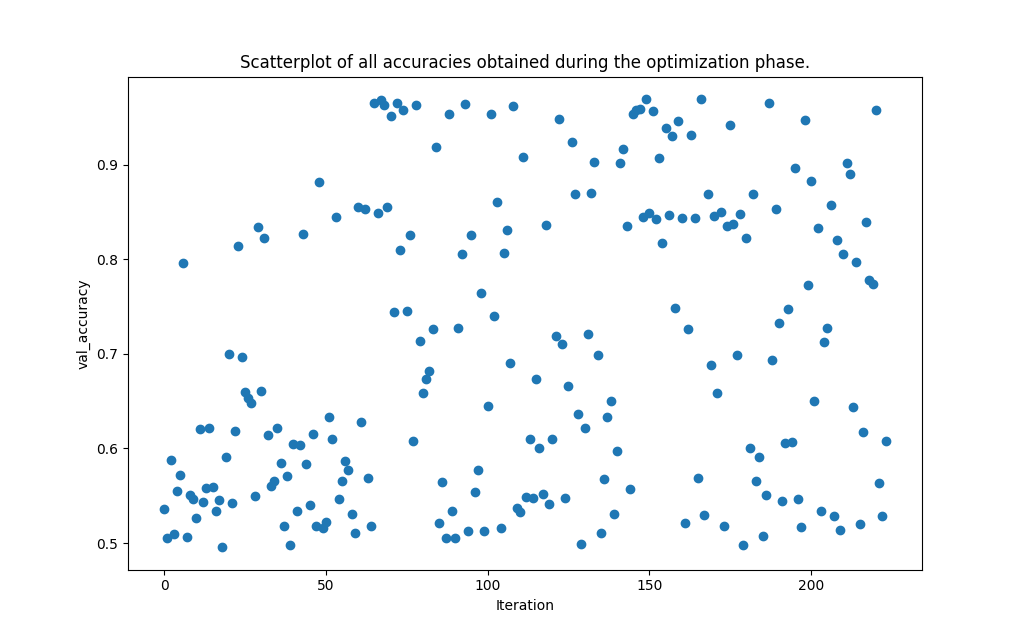 Scatterplot of all accuracies obtained during the optimization phase.
val_accuracy
0.9
0.8
0.7
0.6
0.5
0 50 100 150 200
Iteration